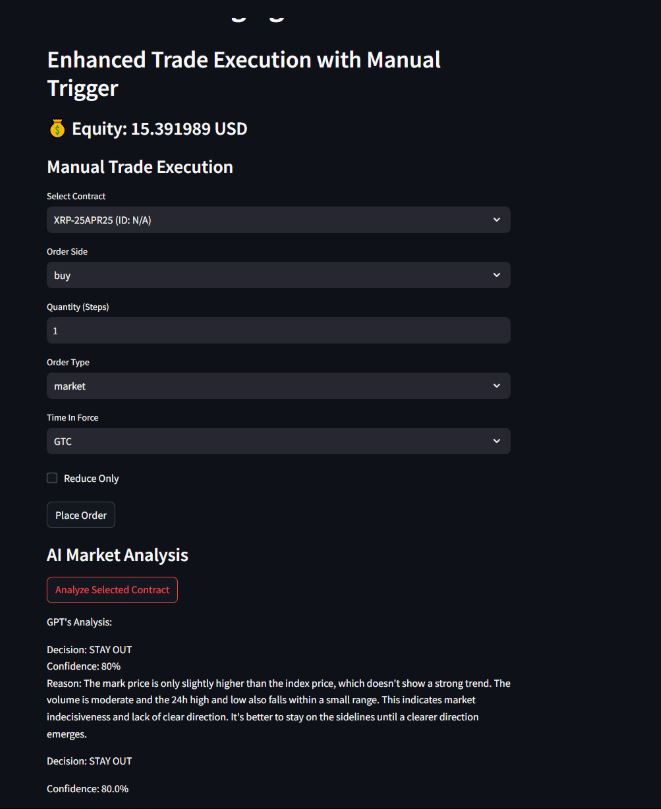 Enhanced Trade Execution with Manual
Trigger
Equity: 15.391989 USD
Manual Trade Execution
Select Contract
XRP-25APR25 (ID: N/A)
Order Side
buy
Quantity (Steps)
1
Order Type
market
Time In Force
GTC
Reduce Only
Place Order
AI Market Analysis
Analyze Selected Contract
GPT's Analysis:
Decision: STAY OUT
Confidence: 80%
Reason: The mark price is only slightly higher than the index price, which doesn't show a strong trend. The
volume is moderate and the 24h high and low also falls within a small range. This indicates market
indecisiveness and lack of clear direction. It's better to stay on the sidelines until a clearer direction
emerges.
Decision: STAY OUT
Confidence: 80.0%